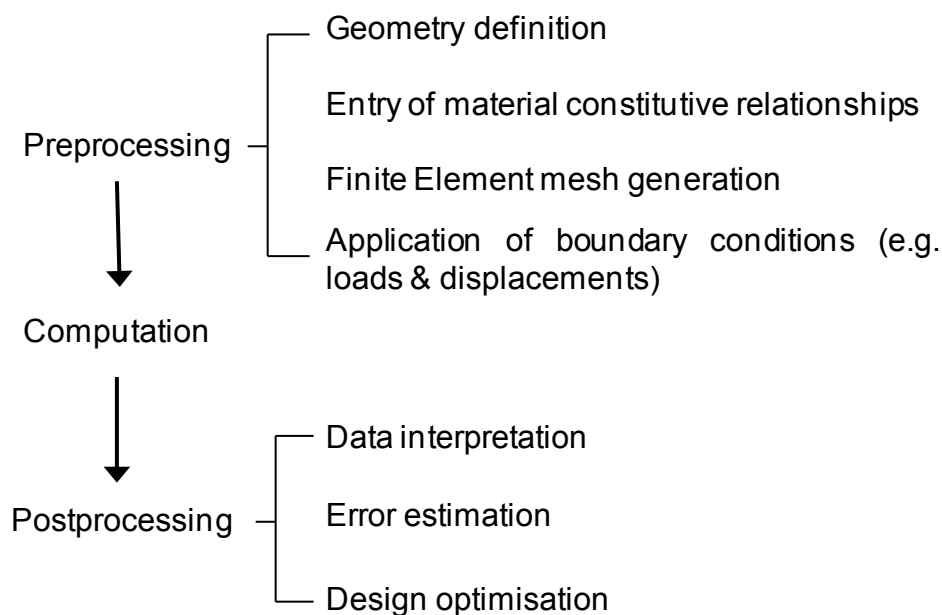 Geometry definition
Entry of material constitutive relationships
Preprocessing
Finite Element mesh generation
Application of boundary conditions (e.g.
loads & displacements)
Computation
Data interpretation
Postprocessing
Error estimation
Design optimisation